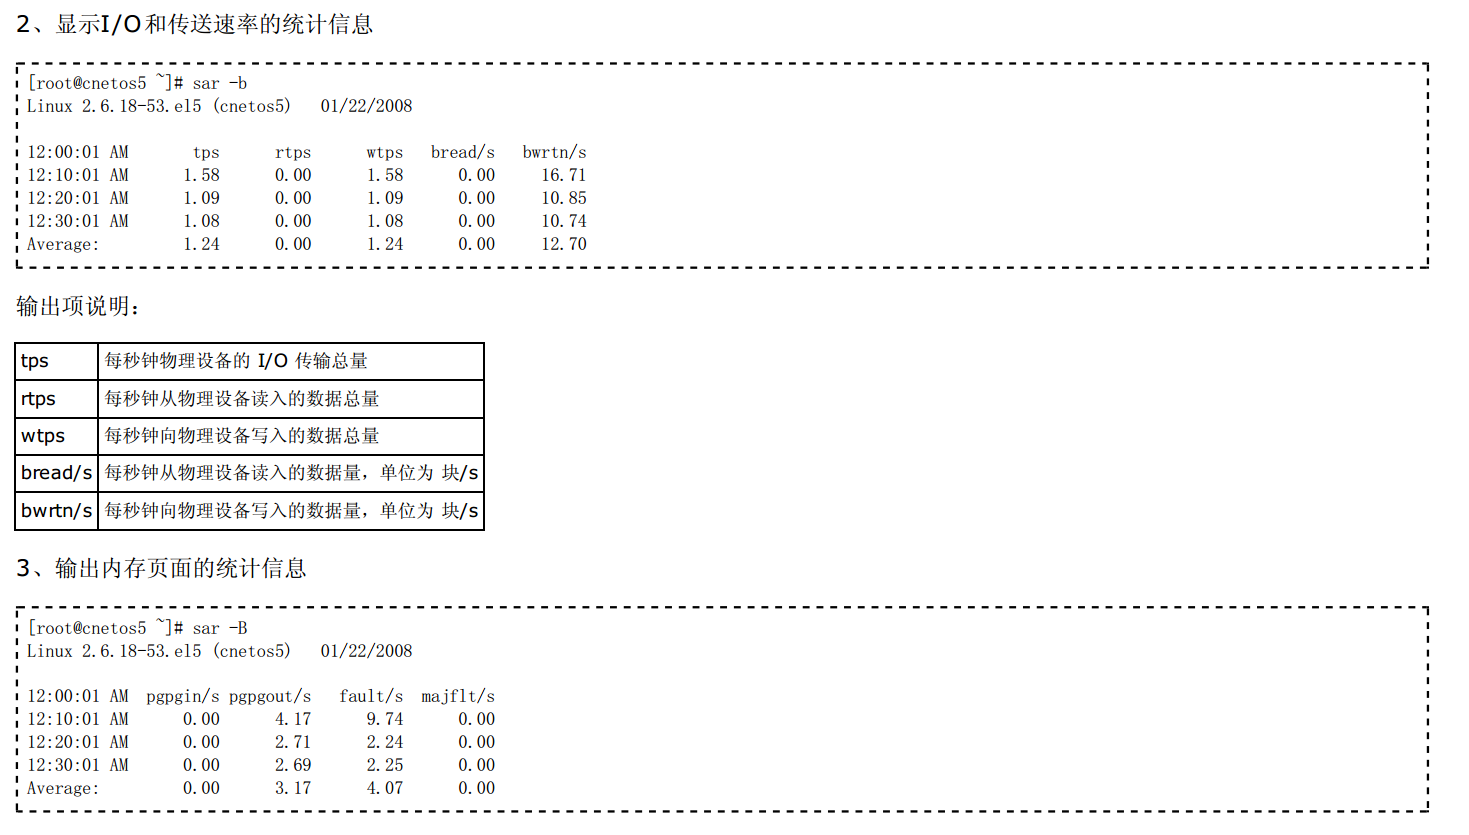 2、显示I/O和传送速率的统计信息
[root@cnetos5 ~]# sar -b
Linux 2.6.18-53.el5 (cnetos5)   01/22/2008
12:00:01 AM       tps      rtps      wtps   bread/s   bwrtn/s
12:10:01 AM      1.58      0.00      1.58      0.00     16.71
12:20:01 AM      1.09      0.00      1.09      0.00     10.85
12:30:01 AM      1.08      0.00      1.08      0.00     10.74
Average:         1.24      0.00      1.24      0.00     12.70
输出项说明：
tps 每秒钟物理设备的 I/O 传输总量
rtps 每秒钟从物理设备读入的数据总量
wtps 每秒钟向物理设备写入的数据总量
bread/s 每秒钟从物理设备读入的数据量，单位为 块/s
bwrtn/s 每秒钟向物理设备写入的数据量，单位为 块/s
3、输出内存页面的统计信息
[root@cnetos5 ~]# sar -B
Linux 2.6.18-53.el5 (cnetos5)   01/22/2008
12:00:01 AM  pgpgin/s pgpgout/s   fault/s  majflt/s
12:10:01 AM      0.00      4.17      9.74      0.00
12:20:01 AM      0.00      2.71      2.24      0.00
12:30:01 AM      0.00      2.69      2.25      0.00
Average:         0.00      3.17      4.07      0.00